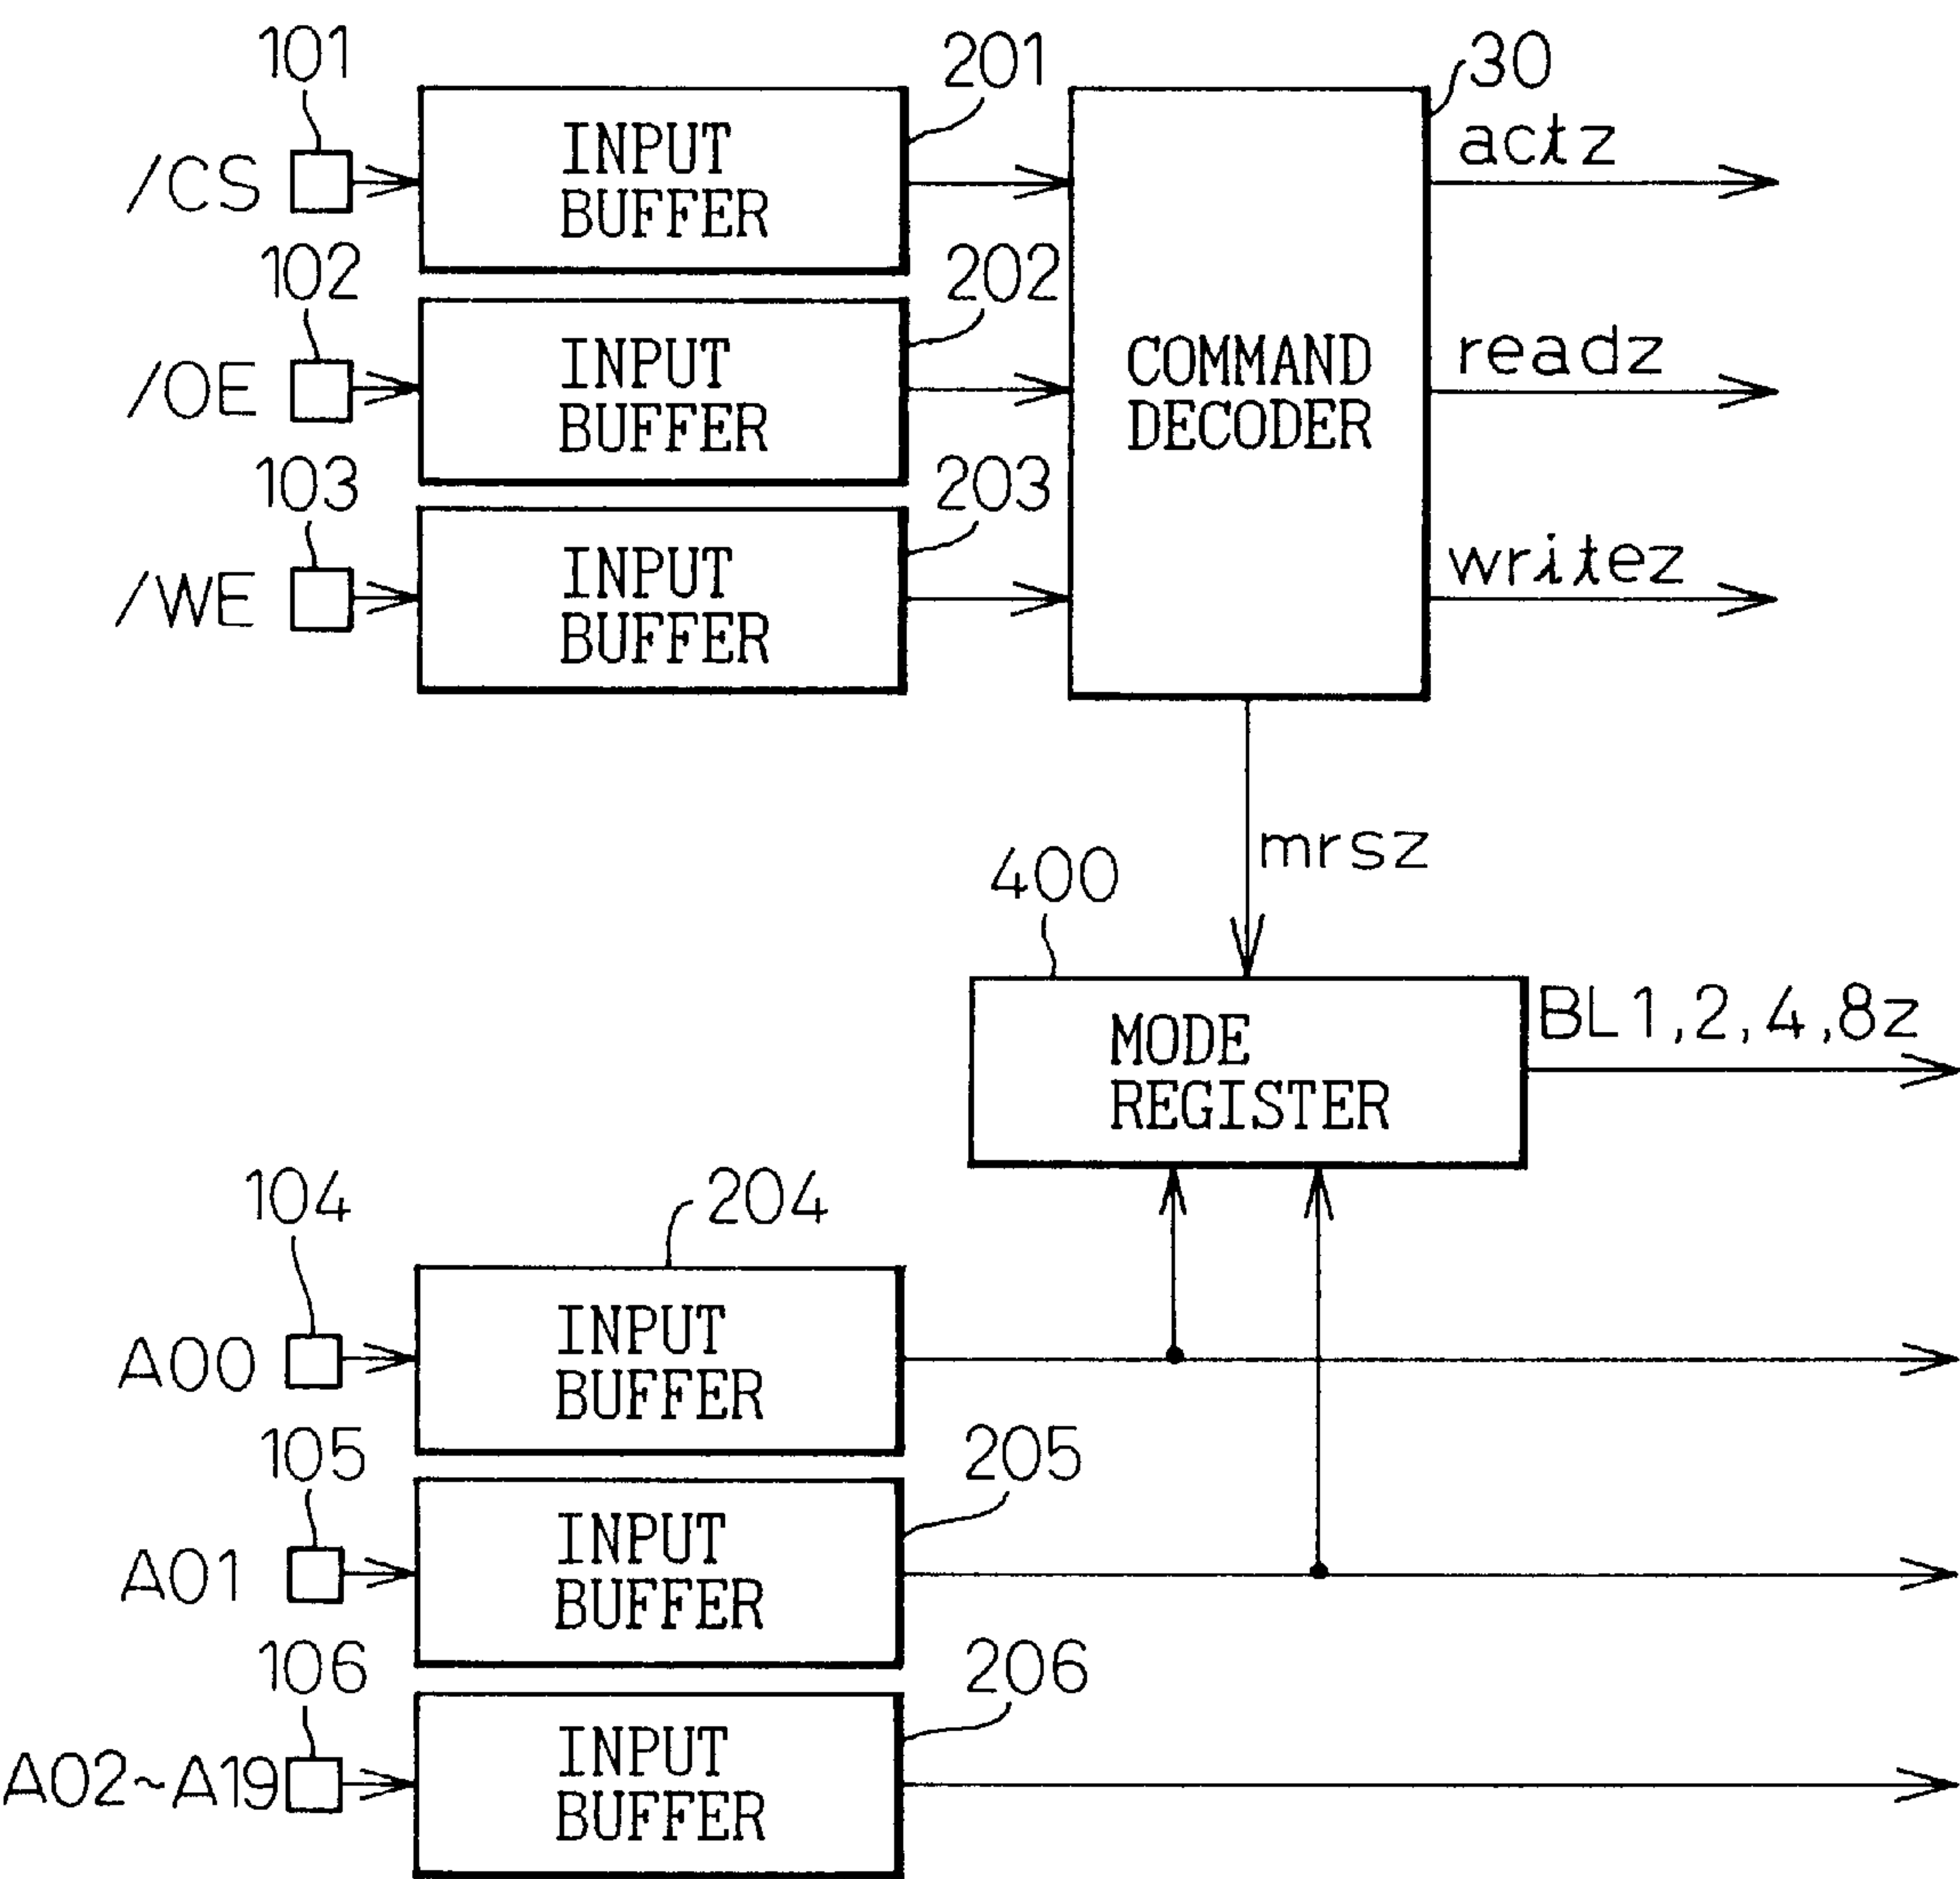 101
201
30
/CS
INPUT
BUFFER
actz
102
202
/OE
INPUT
BUFFER
COMMAND
DECODER
readz
103
203
/WE
INPUT
BUFFER
writez
mrsz
400
MODE
REGISTER
BL1,2,4,8z
104
204
A00
INPUT
BUFFER
105
205
A01
INPUT
BUFFER
106
206
A02~A19
INPUT
BUFFER